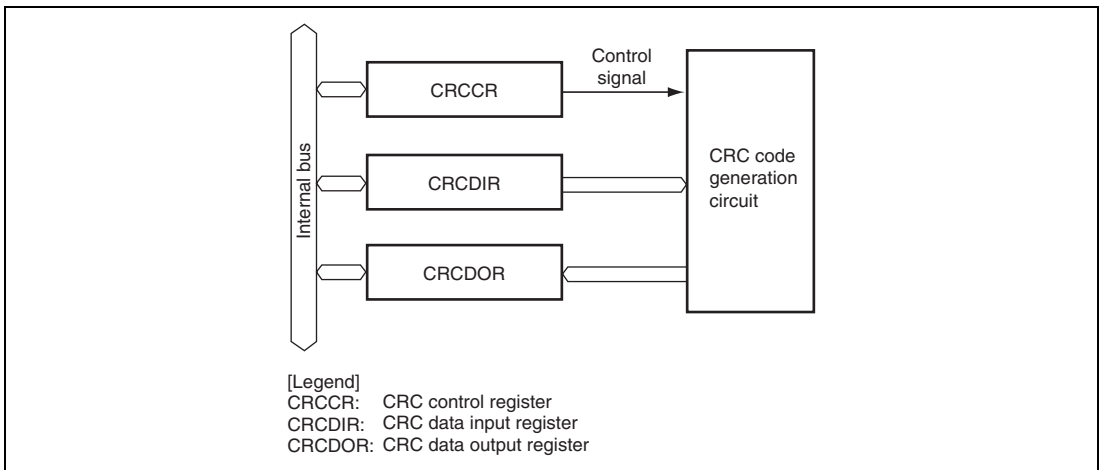 Internal bus
CRCCR
Control
signal
CRCDIR
CRCDOR
CRC code
generation
circuit
[Legend]
CRCCR: CRC control register
CRCDIR: CRC data input register
CRCDOR: CRC data output register